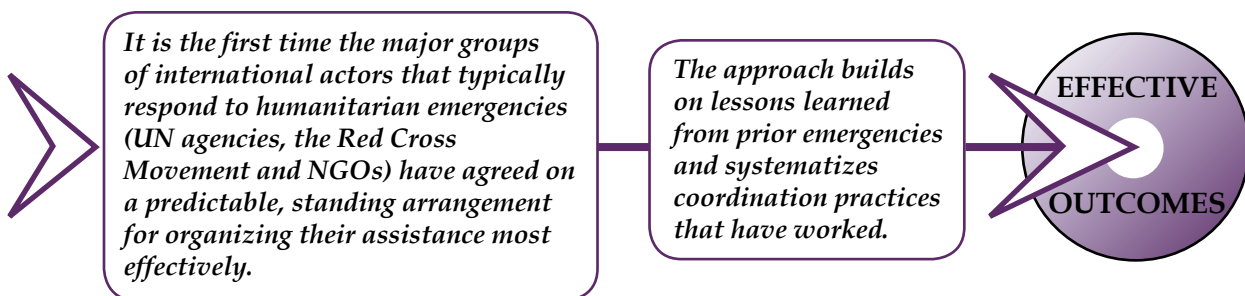 It is the first time the major groups
of international actors that typically
respond to humanitarian emergencies
(UN agencies, the Red Cross
Movement and NGOs) have agreed on
a predictable, standing arrangement
for organizing their assistance most
effectively.
The approach builds
on lessons learned
from prior emergencies
and systematizes
coordination practices
that have worked.
EFFECTIVE
OUTCOMES